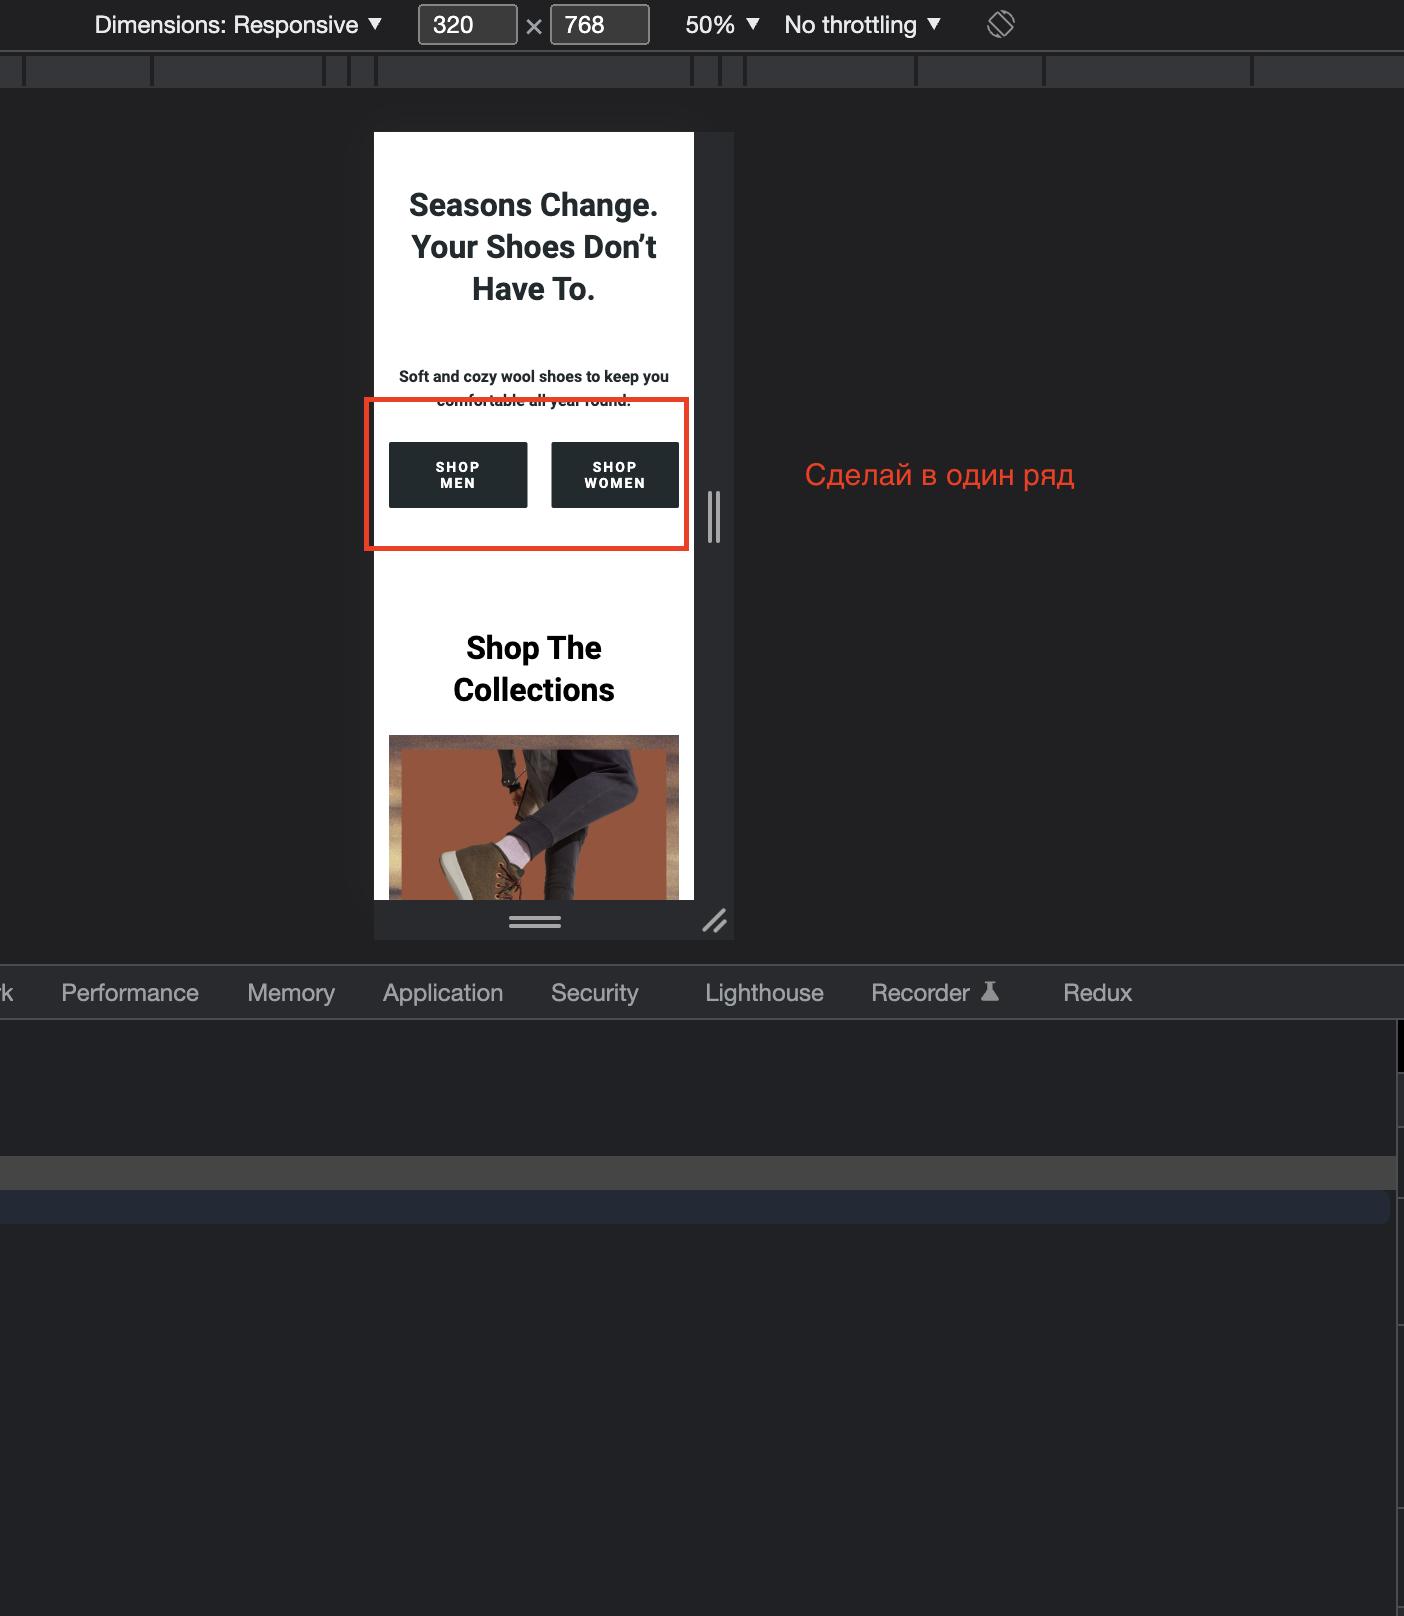 Dimensions: Responsive ▼ 320 × 768 50% ▼ No throttling ▼
Seasons Change.
Your Shoes Don’t
Have To.
Soft and cozy wool shoes to keep you
comfortable all year round.
SHOP
MEN
SHOP
WOMEN
Сделай в один ряд
Shop The
Collections
rk Performance Memory Application Security Lighthouse Recorder Redux